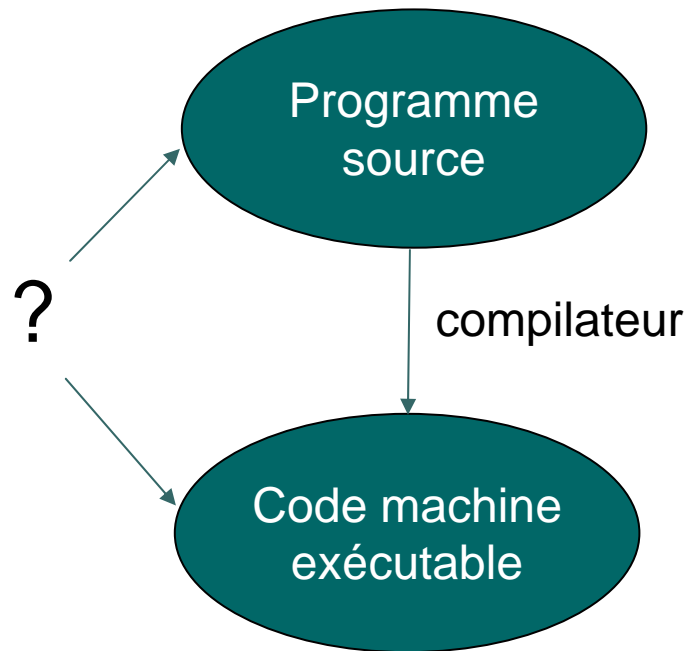 Programme
source
?
compilateur
Code machine
exécutable